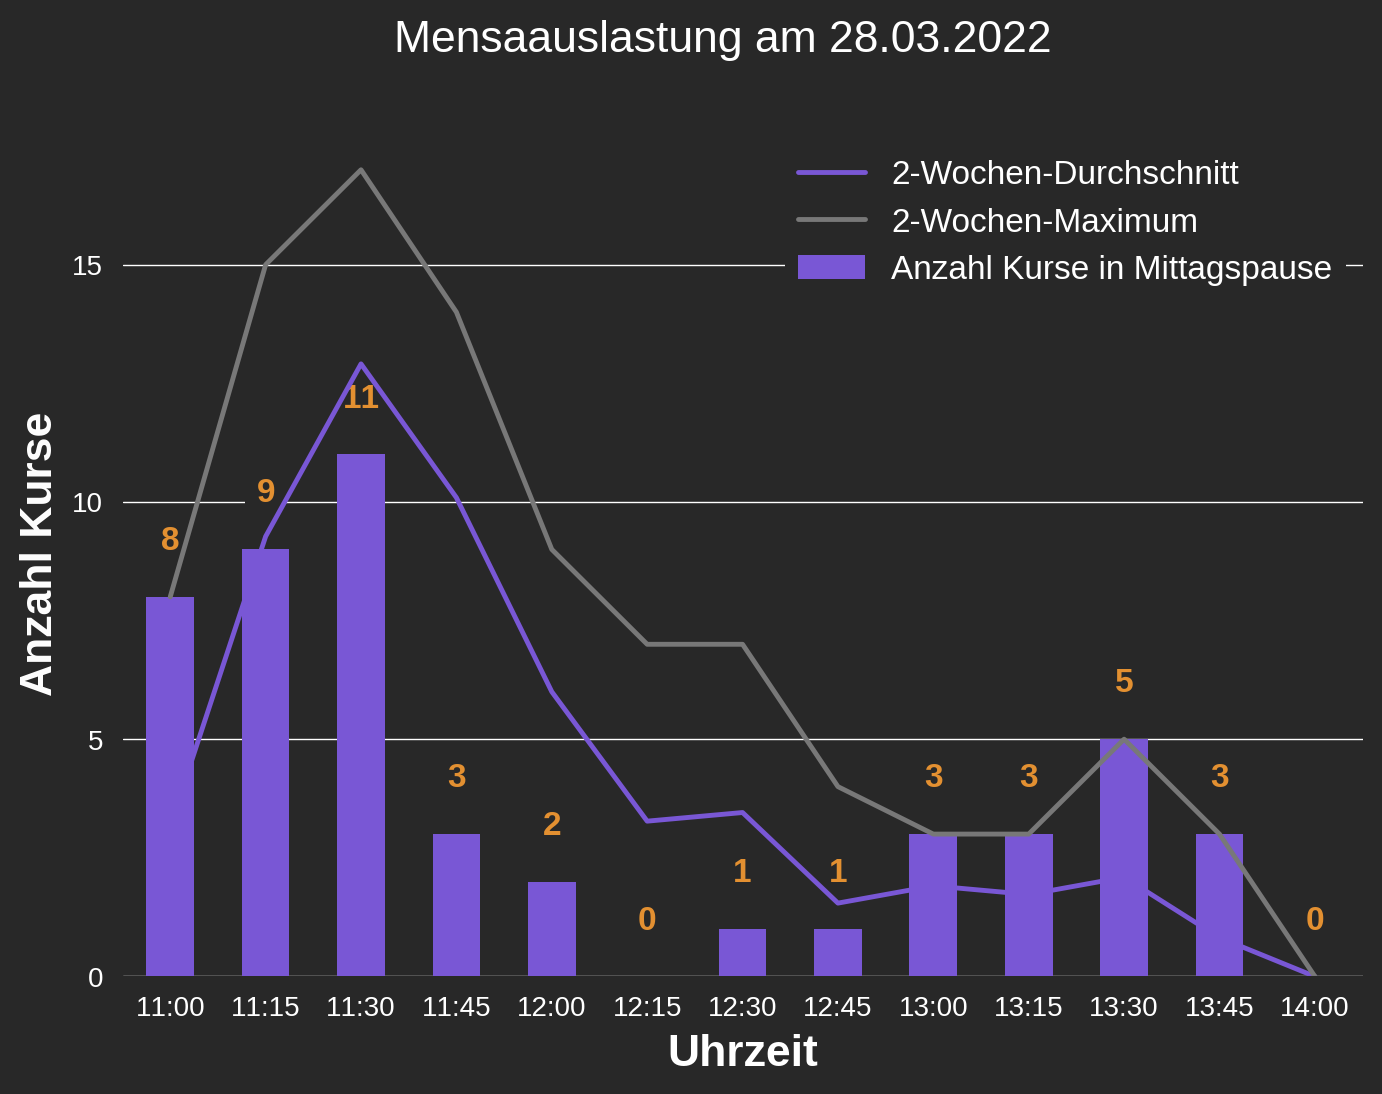 Mensaauslastung am 28.03.2022
2-Wochen-Durchschnitt
2-Wochen-Maximum
Anzahl Kurse in Mittagspause
Anzahl Kurse
15
10
5
0
8
9
11
3
2
0
1
1
3
3
5
3
0
11:00 11:15 11:30 11:45 12:00 12:15 12:30 12:45 13:00 13:15 13:30 13:45 14:00
Uhrzeit